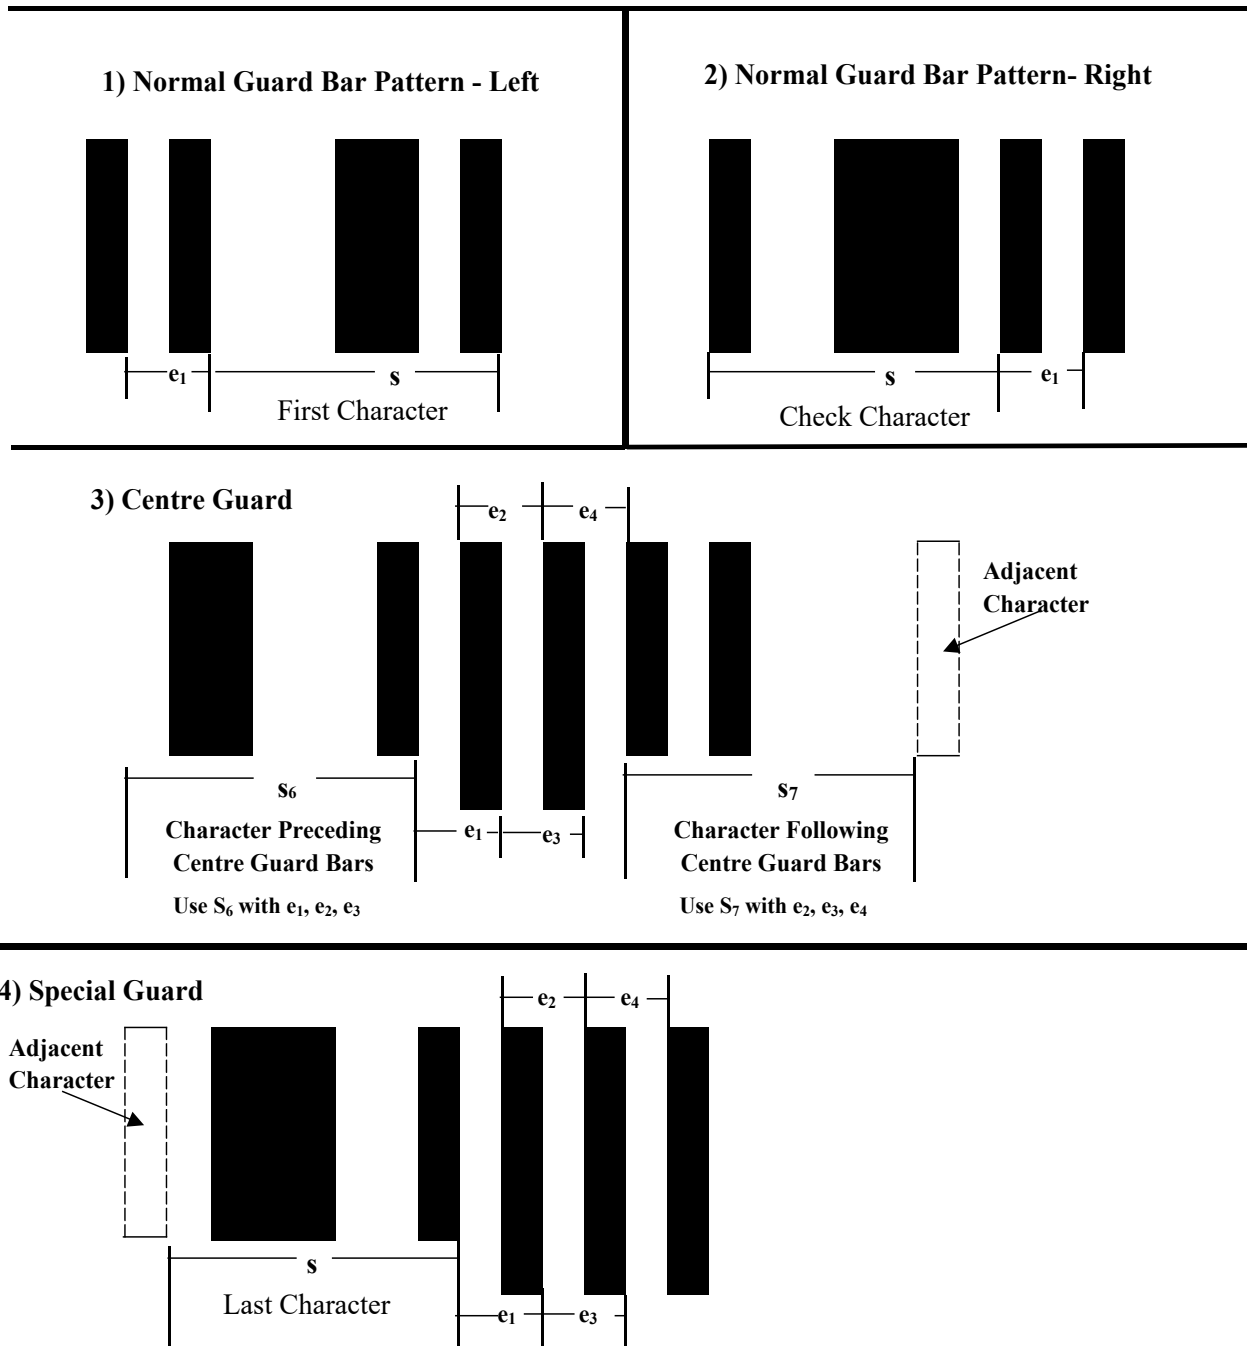 1) Normal Guard Bar Pattern - Left
e₁
s
First Character
2) Normal Guard Bar Pattern- Right
s
e₁
Check Character
3) Centre Guard
e₂
e₄
Adjacent
Character
s₆
Character Preceding
Centre Guard Bars
Use S₆ with e₁, e₂, e₃
e₁
e₃
s₇
Character Following
Centre Guard Bars
Use S₇ with e₂, e₃, e₄
4) Special Guard
e₂
e₄
Adjacent
Character
s
Last Character
e₁
e₃